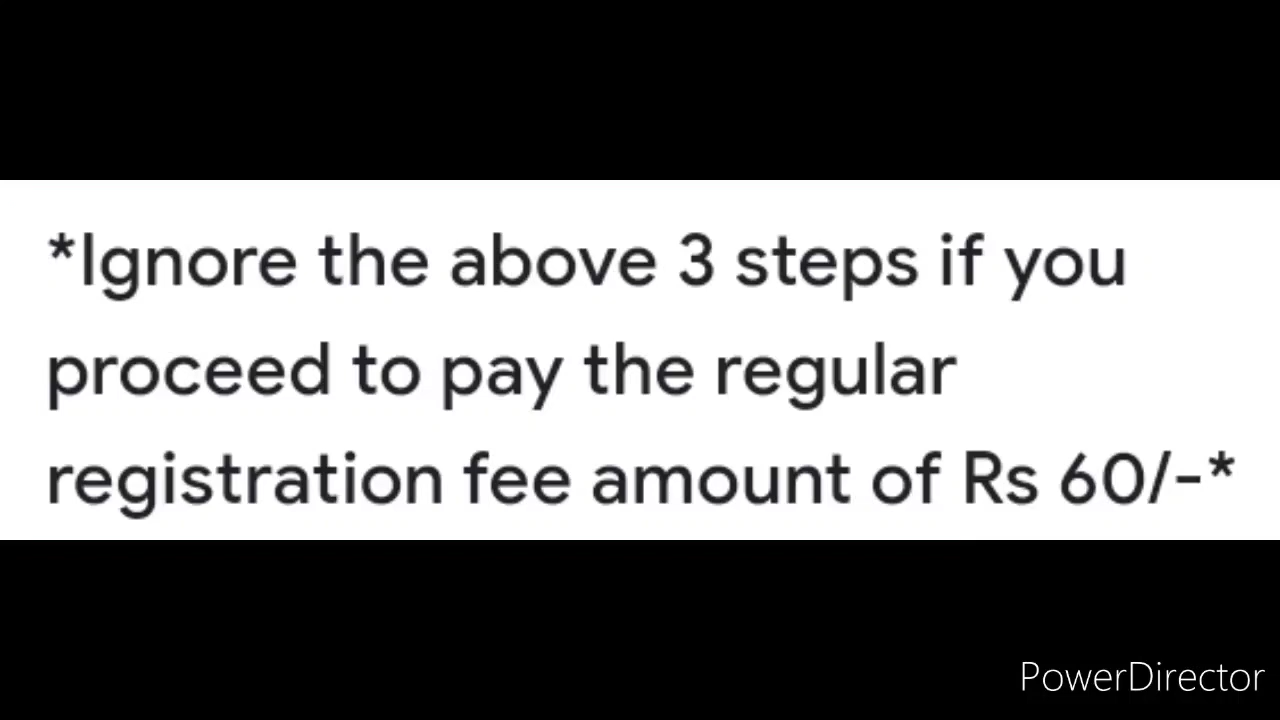 *Ignore the above 3 steps if you
proceed to pay the regular
registration fee amount of Rs 60/-*
PowerDirector